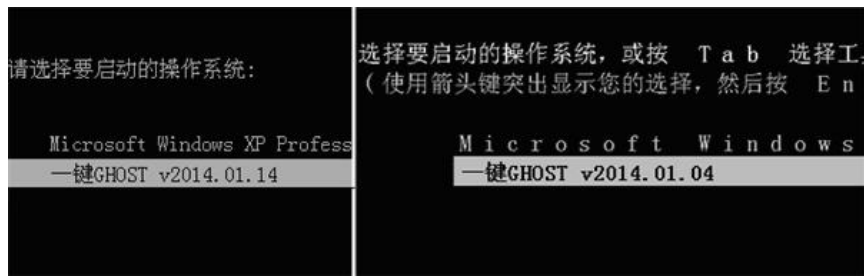 请选择要启动的操作系统:
Microsoft Windows XP Profess
一键GHOST v2014.01.14
选择要启动的操作系统，或按 Tab 选择工
（使用箭头键突出显示您的选择，然后按 En
Microsoft Windows
一键GHOST v2014.01.04